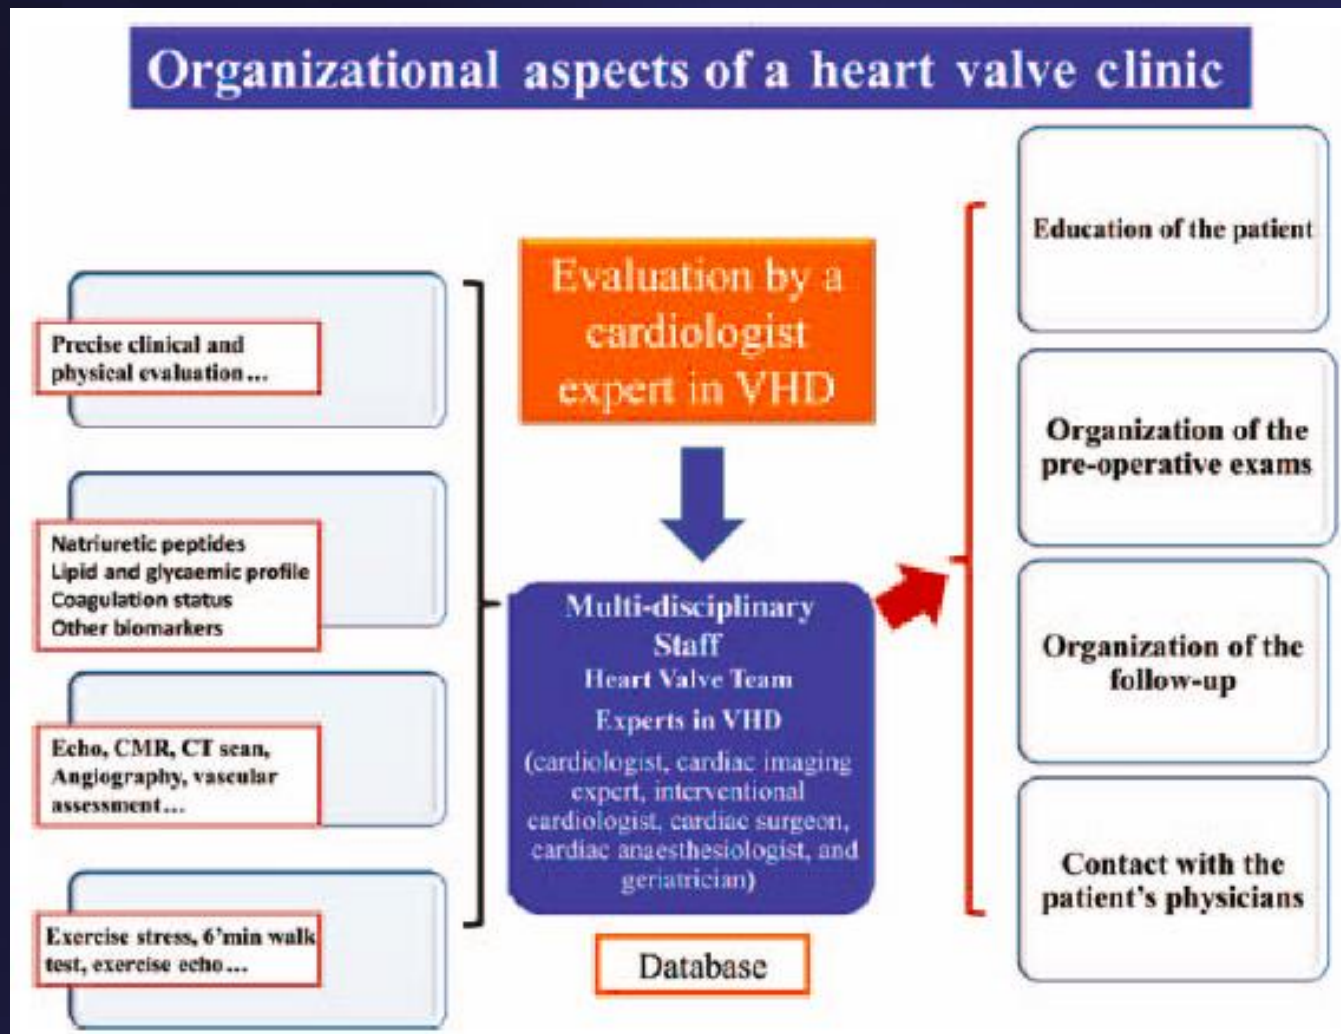 Organizational aspects of a heart valve clinic
Precise clinical and
physical evaluation ...
Natriuretic peptides
Lipid and glycaemic profile
Coagulation status
Other biomarkers
Echo, CMR, CT scan,
Angiography, vascular
assessment...
Exercise stress, 6'min walk
test, exercise echo...
Evaluation by a
cardiologist
expert in VHD
Multi-disciplinary
Staff
Heart Valve Team
Experts in VHD
(cardiologist, cardiac imaging
expert, interventional
cardiologist, cardiac surgeon,
cardiac anaesthesiologist, and
geriatrician)
Database
Education of the patient
Organization of the
pre-operative exams
Organization of the
follow-up
Contact with the
patient's physicians